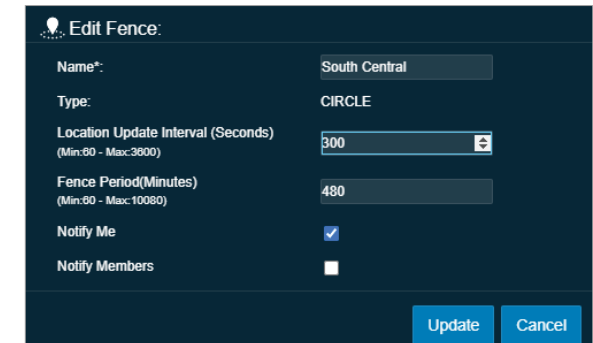 Edit Fence:
Name*: South Central
Type: CIRCLE
Location Update Interval (Seconds)
(Min:60 - Max:3600) 300
Fence Period(Minutes)
(Min:60 - Max:10080) 480
Notify Me
Notify Members
Update Cancel